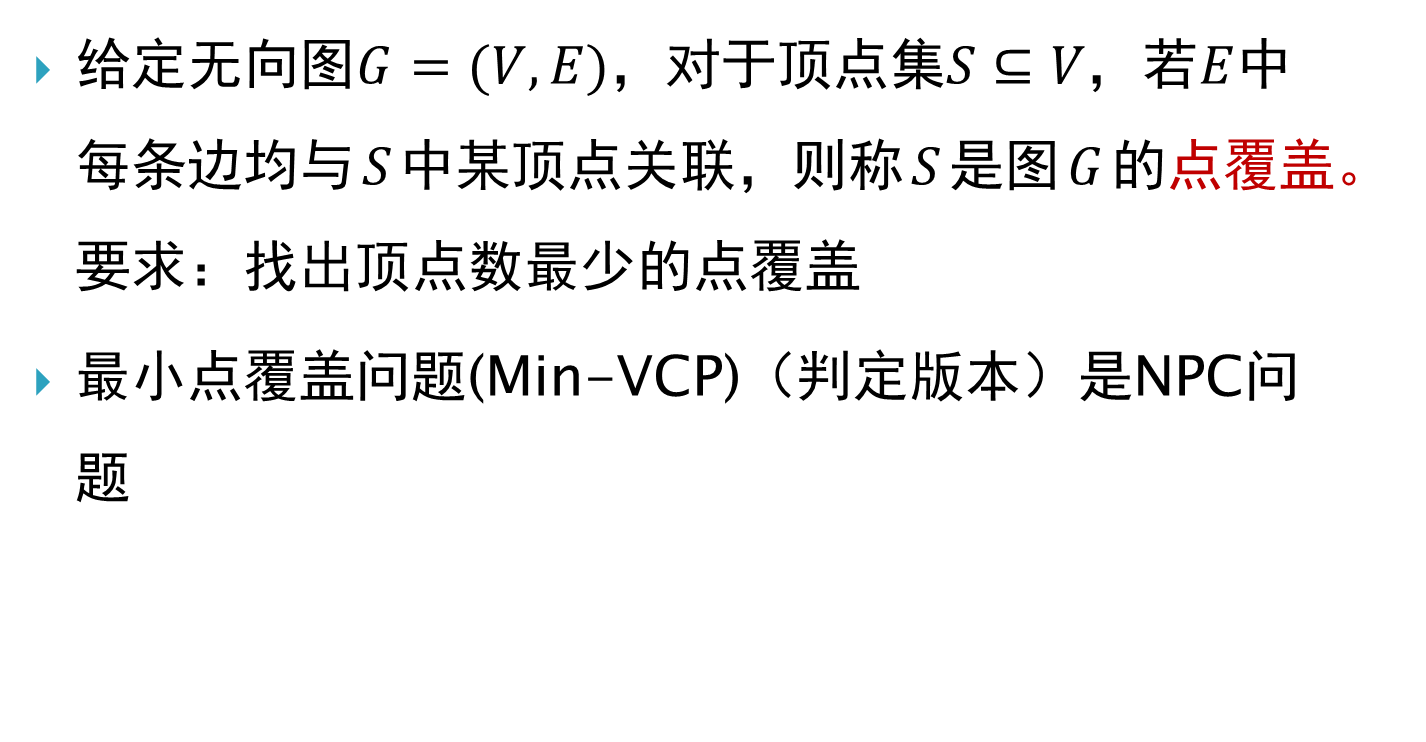 给定无向图G = (V, E)，对于顶点集S ⊆ V，若E中
每条边均与S中某顶点关联，则称S是图G的点覆盖。
要求：找出顶点数最少的点覆盖
最小点覆盖问题(Min-VCP)（判定版本）是NPC问
题